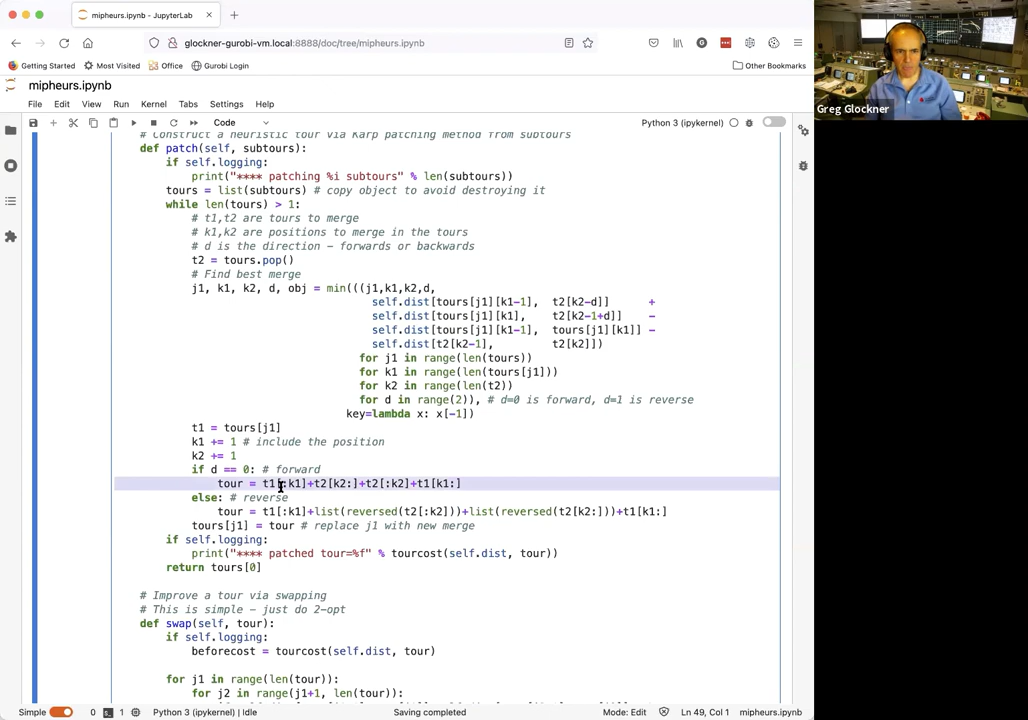 mipheurs.ipynb - JupyterLab
glockner-gurobi-vm.local:8888/doc/tree/mipheurs.ipynb
Getting Started Most Visited Office Gurobi Login Other Bookmarks
mipheurs.ipynb
File Edit View Run Kernel Tabs Settings Help
Code Python 3 (ipykernel)
# Construct a heuristic tour via Karp patching method from subtours
def patch(self, subtours):
if self.logging:
print("**** patching %i subtours" % len(subtours))
tours = list(subtours) # copy object to avoid destroying it
while len(tours) > 1:
# t1,t2 are tours to merge
# k1,k2 are positions to merge in the tours
# d is the direction - forwards or backwards
t2 = tours.pop()
# Find best merge
j1, k1, k2, d, obj = min(((j1,k1,k2,d,
self.dist[tours[j1][k1-1], t2[k2-d]] +
self.dist[tours[j1][k1], t2[k2-1+d]] -
self.dist[tours[j1][k1-1], tours[j1][k1]] -
self.dist[t2[k2-1], t2[k2]])
for j1 in range(len(tours))
for k1 in range(len(tours[j1]))
for k2 in range(len(t2))
for d in range(2)), # d=0 is forward, d=1 is reverse
key=lambda x: x[-1])
t1 = tours[j1]
k1 += 1 # include the position
k2 += 1
if d == 0: # forward
tour = t1[:k1]+t2[k2:]+t2[:k2]+t1[k1:]
else: # reverse
tour = t1[:k1]+list(reversed(t2[:k2]))+list(reversed(t2[k2:]))+t1[k1:]
tours[j1] = tour # replace j1 with new merge
if self.logging:
print("**** patched tour=%f" % tourcost(self.dist, tour))
return tours[0]
# Improve a tour via swapping
# This is simple - just do 2-opt
def swap(self, tour):
if self.logging:
beforecost = tourcost(self.dist, tour)
for j1 in range(len(tour)):
for j2 in range(j1+1, len(tour)):
Simple 0 1 Python 3 (ipykernel) | Idle Saving completed Mode: Edit Ln 49, Col 1 mipheurs.ipynb
Greg Glockner